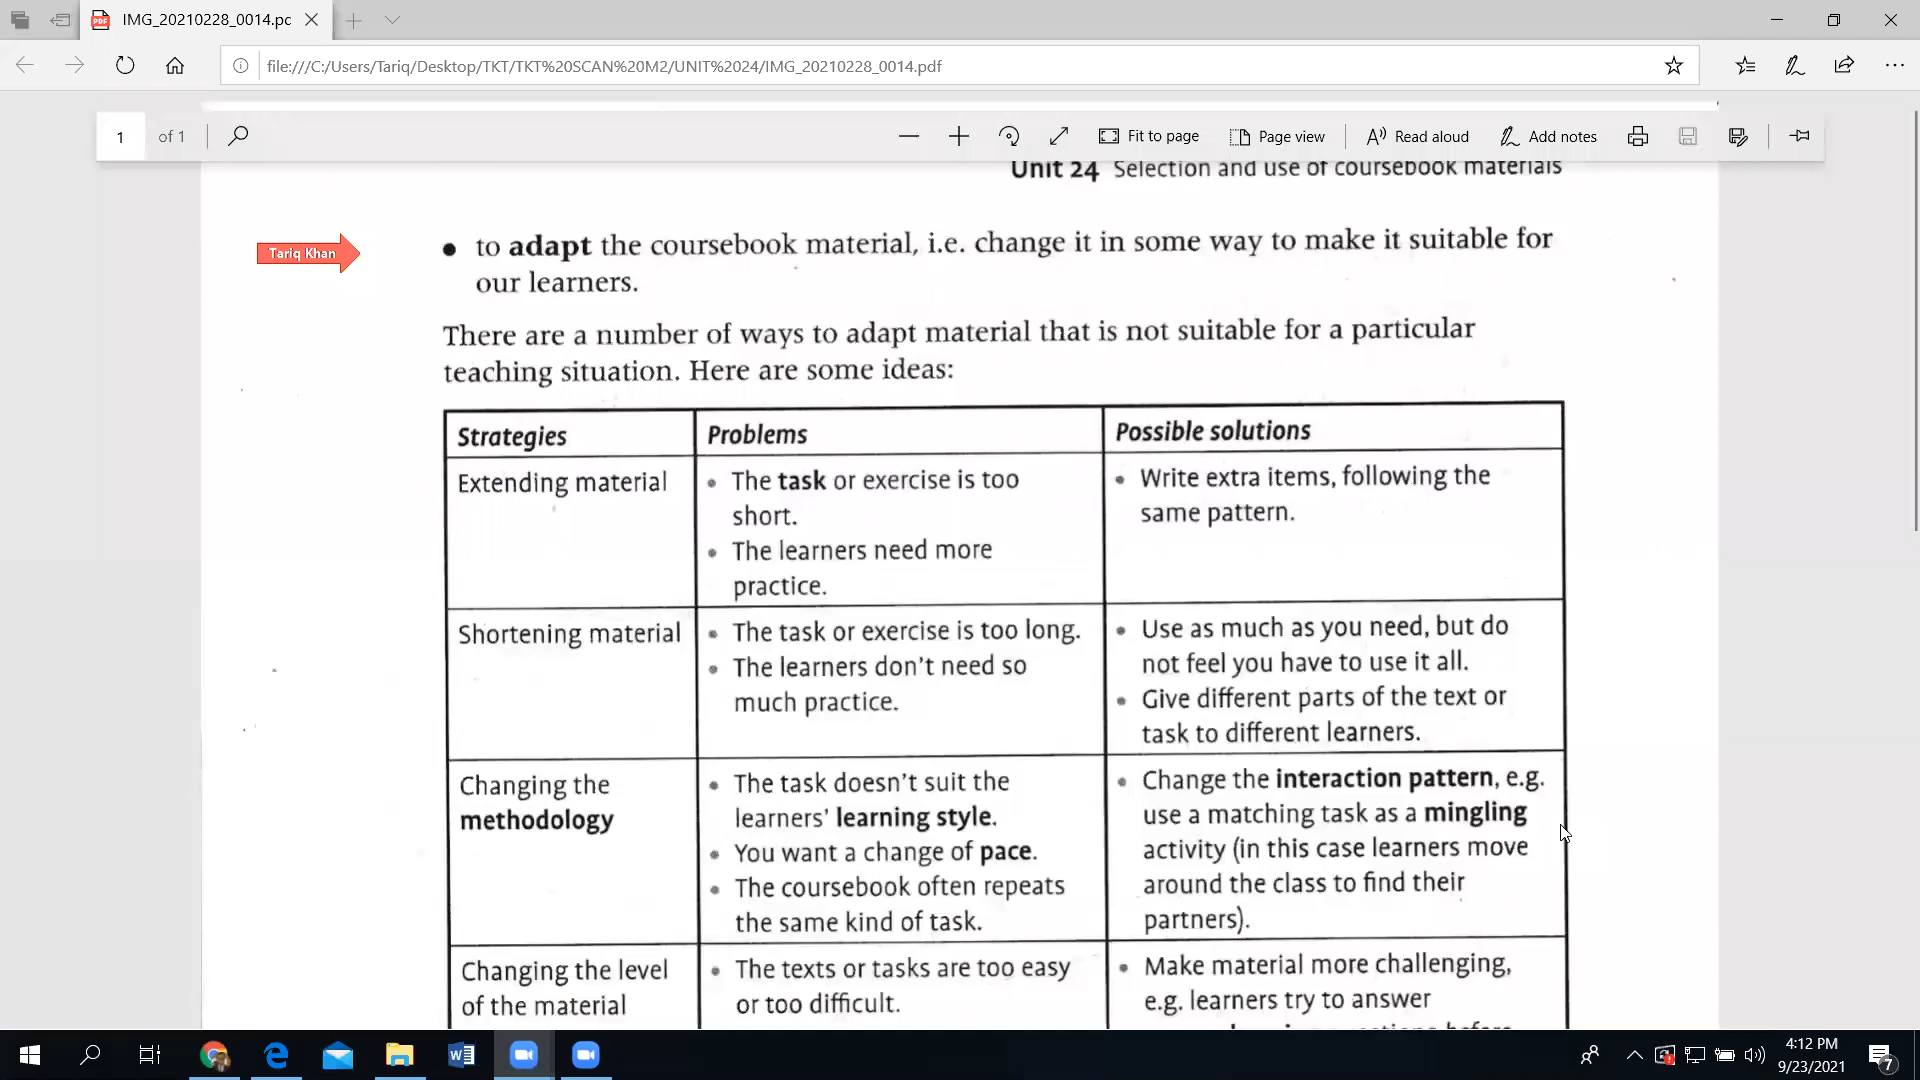 IMG_20210228_0014.pc
file:///C:/Users/Tariq/Desktop/TKT/TKT%20SCAN%20M2/UNIT%2024/IMG_20210228_0014.pdf
1 of 1
Fit to page
Page view
Read aloud
Add notes
Unit 24 Selection and use of coursebook materials
Tariq Khan
• to adapt the coursebook material, i.e. change it in some way to make it suitable for
our learners.
There are a number of ways to adapt material that is not suitable for a particular
teaching situation. Here are some ideas:
Strategies
Problems
Possible solutions
Extending material
• The task or exercise is too
short.
• The learners need more
practice.
• Write extra items, following the
same pattern.
Shortening material
• The task or exercise is too long.
• The learners don't need so
much practice.
• Use as much as you need, but do
not feel you have to use it all.
• Give different parts of the text or
task to different learners.
Changing the
methodology
• The task doesn't suit the
learners' learning style.
• You want a change of pace.
• The coursebook often repeats
the same kind of task.
• Change the interaction pattern, e.g.
use a matching task as a mingling
activity (in this case learners move
around the class to find their
partners).
Changing the level
of the material
• The texts or tasks are too easy
or too difficult.
• Make material more challenging,
e.g. learners try to answer
4:12 PM
9/23/2021
7